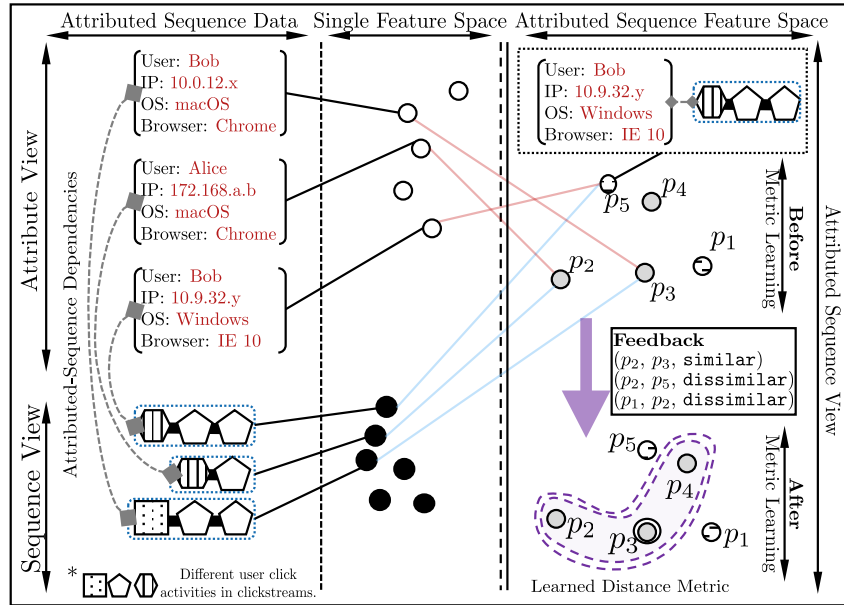 Attributed Sequence Data
Single Feature Space
Attributed Sequence Feature Space
Attribute View
Sequence View
Attributed-Sequence Dependencies
User: Bob
IP: 10.0.12.x
OS: macOS
Browser: Chrome
User: Alice
IP: 172.168.a.b
OS: macOS
Browser: Chrome
User: Bob
IP: 10.9.32.y
OS: Windows
Browser: IE 10
* Different user click
activities in clickstreams.
User: Bob
IP: 10.9.32.y
OS: Windows
Browser: IE 10
p5
p4
p1
p2
p3
Before
Metric Learning
Attributed Sequence View
Feedback
(p2, p3, similar)
(p2, p5, dissimilar)
(p1, p2, dissimilar)
p5
p4
p2
p3
p1
After
Metric Learning
Learned Distance Metric